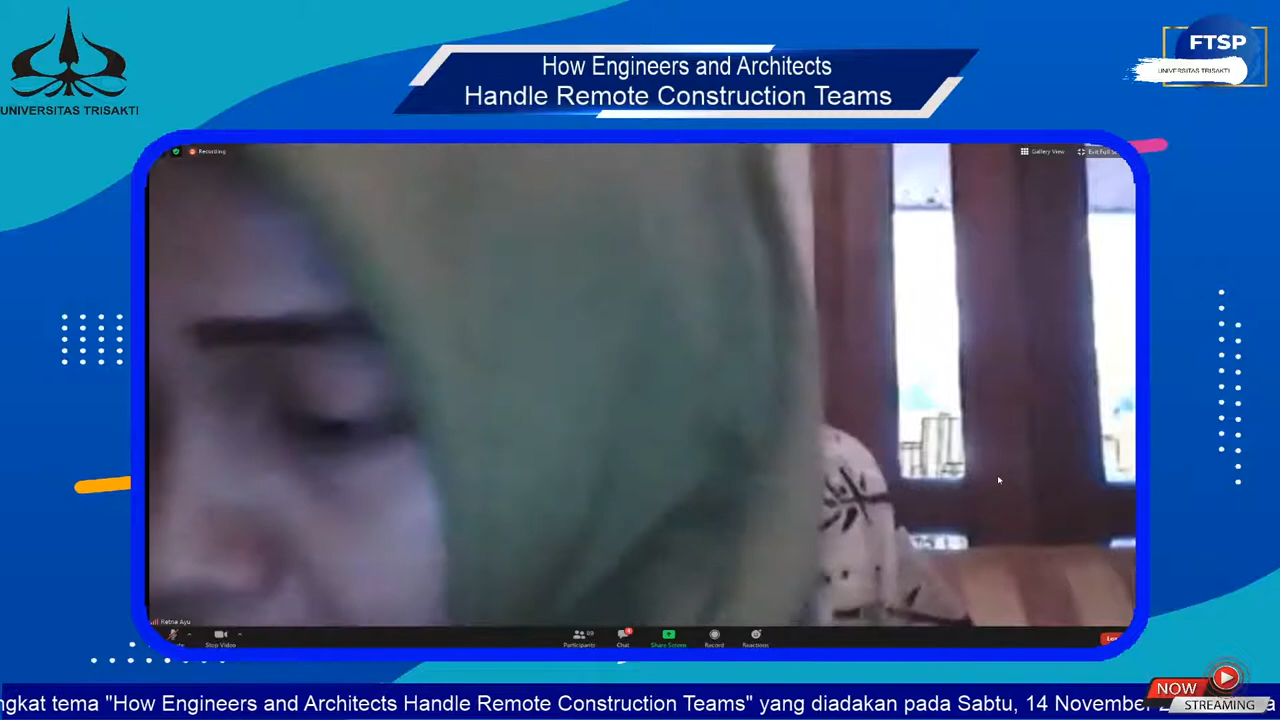 UNIVERSITAS TRISAKTI
How Engineers and Architects
Handle Remote Construction Teams
FTSP
UNIVERSITAS TRISAKTI
Recording
Gallery View
Exit Full
Retna Ayu
Stop Video
Participants
Chat
Share Screen
Record
Reactions
ngkat tema "How Engineers and Architects Handle Remote Construction Teams" yang diadakan pada Sabtu, 14 November
NOW
STREAMING